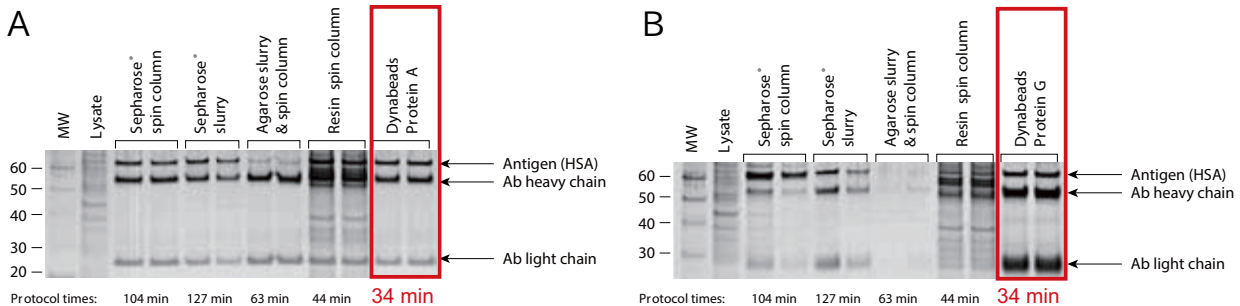 A
MW
Lysate
Sepharose®
spin column
Sepharose®
slurry
Agarose slurry
& spin column
Resin spin column
Dynabeads
Protein A
60
50
40
30
20
Antigen (HSA)
Ab heavy chain
Ab light chain
Protocol times: 104 min 127 min 63 min 44 min 34 min
B
MW
Lysate
Sepharose®
spin column
Sepharose®
slurry
Agarose slurry
& spin column
Resin spin column
Dynabeads
Protein G
60
50
40
30
Antigen (HSA)
Ab heavy chain
Ab light chain
Protocol times: 104 min 127 min 63 min 44 min 34 min